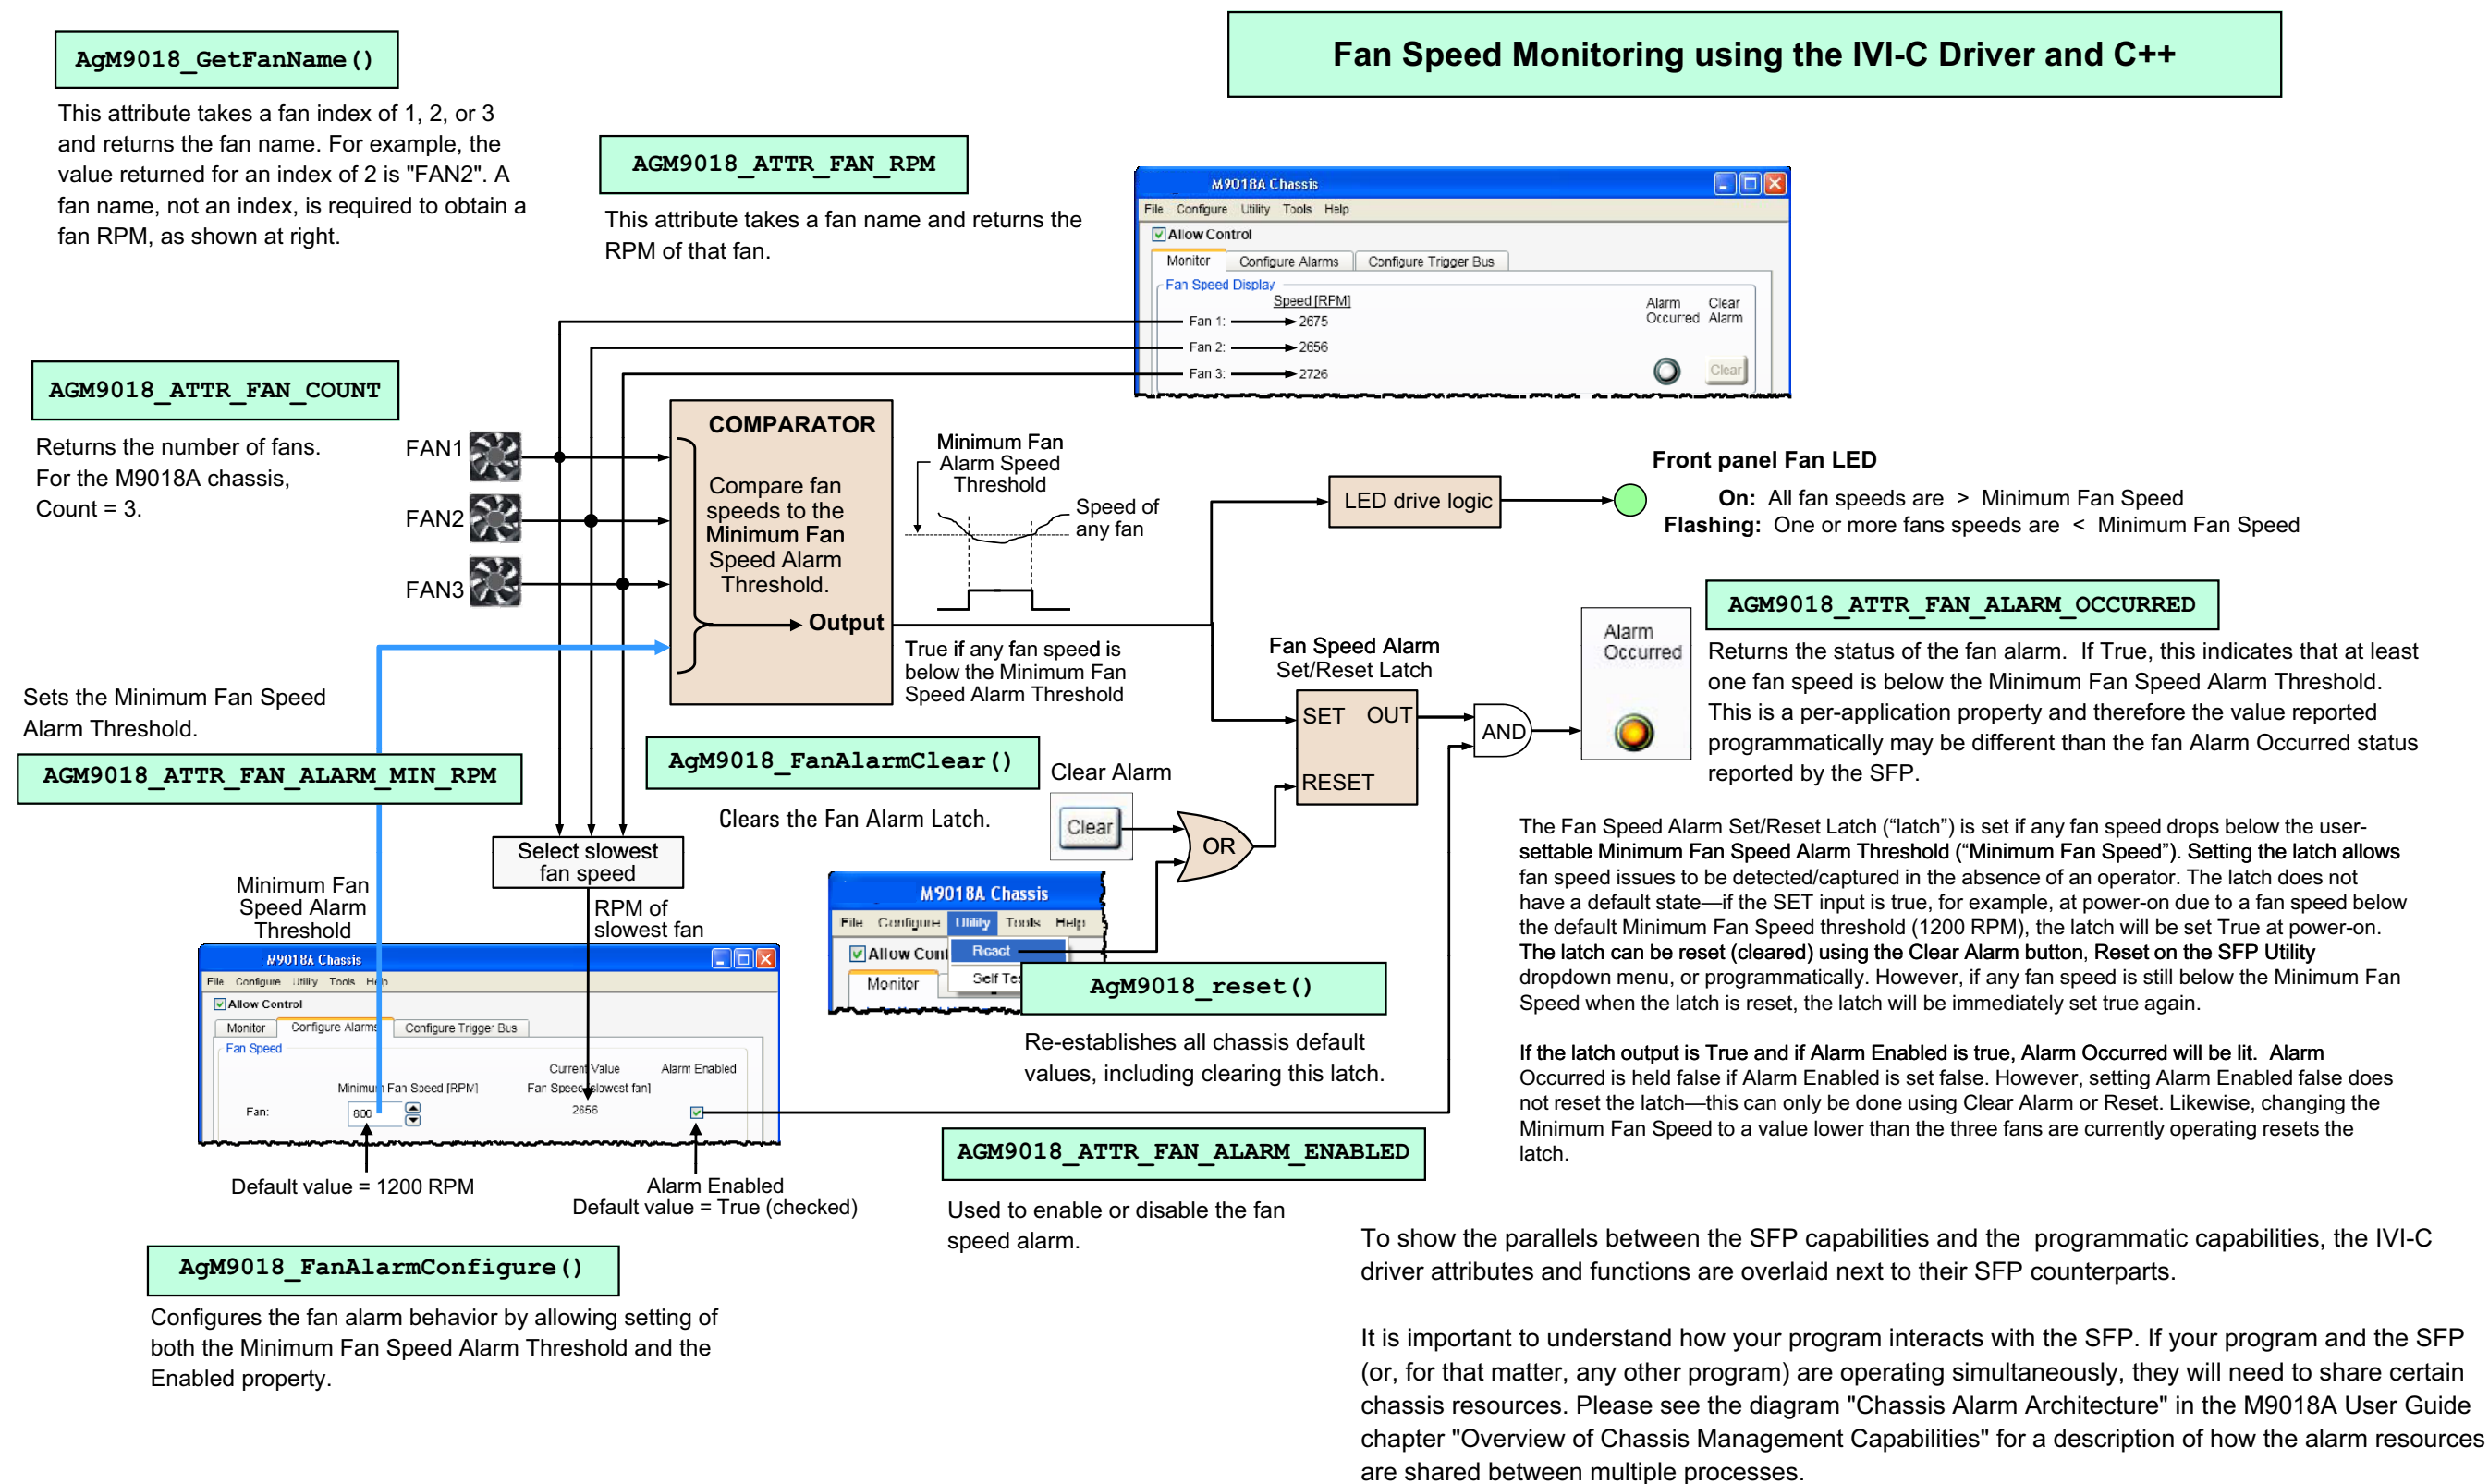 Fan Speed Monitoring using the IVI-C Driver and C++
AgM9018_GetFanName()
This attribute takes a fan index of 1, 2, or 3
and returns the fan name. For example, the
value returned for an index of 2 is "FAN2". A
fan name, not an index, is required to obtain a
fan RPM, as shown at right.
AGM9018_ATTR_FAN_RPM
This attribute takes a fan name and returns the
RPM of that fan.
M9018A Chassis
File Configure Utility Tools Help
Allow Control
Monitor Configure Alarms Configure Trigger Bus
Fan Speed Display
Speed [RPM]
Alarm Occurred
Clear Alarm
Fan 1: 2675
Fan 2: 2656
Fan 3: 2726
Clear
AGM9018_ATTR_FAN_COUNT
Returns the number of fans.
For the M9018A chassis,
Count = 3.
FAN1
FAN2
FAN3
COMPARATOR
Compare fan
speeds to the
Minimum Fan
Speed Alarm
Threshold.
Output
Minimum Fan
Alarm Speed
Threshold
Speed of
any fan
True if any fan speed is
below the Minimum Fan
Speed Alarm Threshold
LED drive logic
Front panel Fan LED
On: All fan speeds are > Minimum Fan Speed
Flashing: One or more fans speeds are < Minimum Fan Speed
Fan Speed Alarm
Set/Reset Latch
SET OUT
RESET
AND
Alarm
Occurred
AGM9018_ATTR_FAN_ALARM_OCCURRED
Returns the status of the fan alarm. If True, this indicates that at least
one fan speed is below the Minimum Fan Speed Alarm Threshold.
This is a per-application property and therefore the value reported
programmatically may be different than the fan Alarm Occurred status
reported by the SFP.
Sets the Minimum Fan Speed
Alarm Threshold.
AGM9018_ATTR_FAN_ALARM_MIN_RPM
AgM9018_FanAlarmClear()
Clears the Fan Alarm Latch.
Clear Alarm
Clear
OR
Select slowest
fan speed
RPM of
slowest fan
Minimum Fan
Speed Alarm
Threshold
M9018A Chassis
File Configure Utility Tools Help
Allow Cont
Reset
Monitor
Self Tes
AgM9018_reset()
Re-establishes all chassis default
values, including clearing this latch.
The Fan Speed Alarm Set/Reset Latch (“latch”) is set if any fan speed drops below the user-
settable Minimum Fan Speed Alarm Threshold (“Minimum Fan Speed”). Setting the latch allows
fan speed issues to be detected/captured in the absence of an operator. The latch does not
have a default state—if the SET input is true, for example, at power-on due to a fan speed below
the default Minimum Fan Speed threshold (1200 RPM), the latch will be set True at power-on.
The latch can be reset (cleared) using the Clear Alarm button, Reset on the SFP Utility
dropdown menu, or programmatically. However, if any fan speed is still below the Minimum Fan
Speed when the latch is reset, the latch will be immediately set true again.
If the latch output is True and if Alarm Enabled is true, Alarm Occurred will be lit. Alarm
Occurred is held false if Alarm Enabled is set false. However, setting Alarm Enabled false does
not reset the latch—this can only be done using Clear Alarm or Reset. Likewise, changing the
Minimum Fan Speed to a value lower than the three fans are currently operating resets the
latch.
M9018A Chassis
File Configure Utility Tools Help
Allow Control
Monitor Configure Alarms Configure Trigger Bus
Fan Speed
Current Value Alarm Enabled
Minimum Fan Speed [RPM] Fan Speed [slowest fan]
Fan: 800 2656
Default value = 1200 RPM
Alarm Enabled
Default value = True (checked)
AGM9018_ATTR_FAN_ALARM_ENABLED
Used to enable or disable the fan
speed alarm.
AgM9018_FanAlarmConfigure()
Configures the fan alarm behavior by allowing setting of
both the Minimum Fan Speed Alarm Threshold and the
Enabled property.
To show the parallels between the SFP capabilities and the programmatic capabilities, the IVI-C
driver attributes and functions are overlaid next to their SFP counterparts.
It is important to understand how your program interacts with the SFP. If your program and the SFP
(or, for that matter, any other program) are operating simultaneously, they will need to share certain
chassis resources. Please see the diagram "Chassis Alarm Architecture" in the M9018A User Guide
chapter "Overview of Chassis Management Capabilities" for a description of how the alarm resources
are shared between multiple processes.